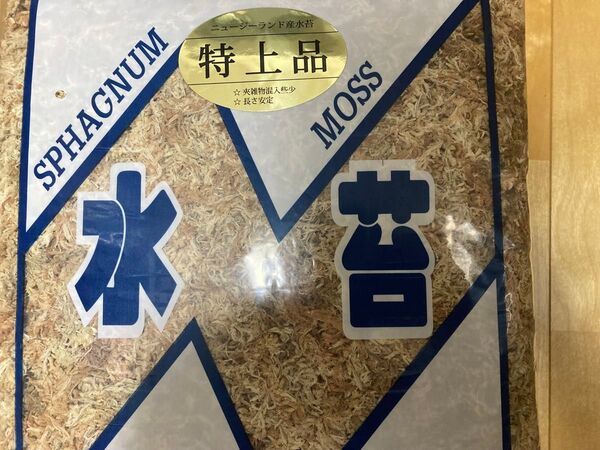 ニュージーランド産水苔
特上品
☆ 夾雑物混入些少
☆ 長さ安定
SPHAGNUM
MOSS
水苔